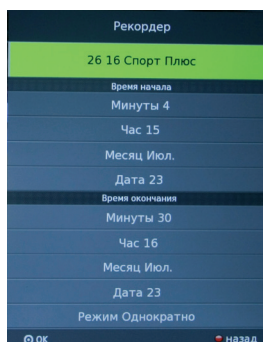 Рекордер
26 16 Спорт Плюс
Время начала
Минуты 4
Час 15
Месяц Июл.
Дата 23
Время окончания
Минуты 30
Час 16
Месяц Июл.
Дата 23
Режим Однократно
OK назад